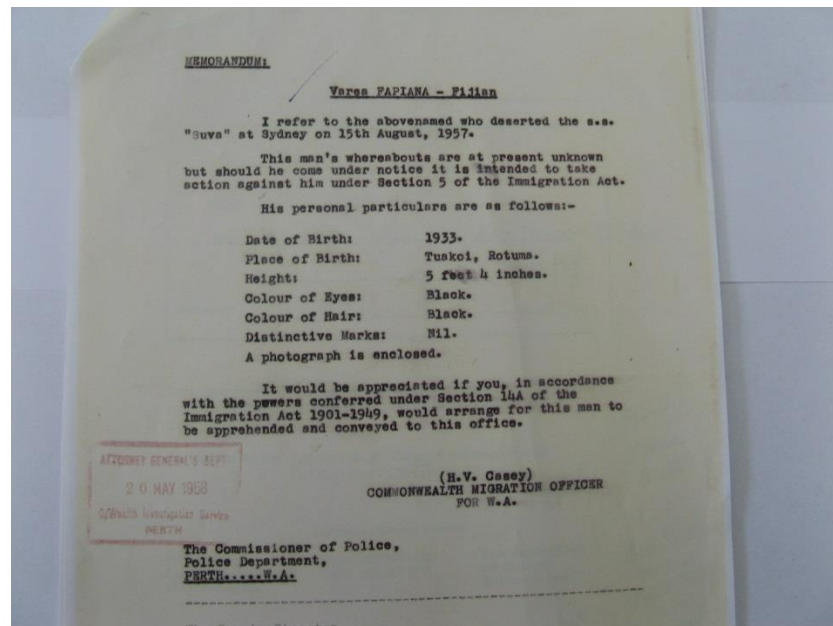 MEMORANDUM:
Varea FAPIANA - Fijian
I refer to the abovenamed who deserted the s.s.
"Suva" at Sydney on 15th August, 1957.
This man's whereabouts are at present unknown
but should he come under notice it is intended to take
action against him under Section 5 of the Immigration Act.
His personal particulars are as follows:-
Date of Birth: 1933.
Place of Birth: Tuakoi, Rotuma.
Height: 5 feet 4 inches.
Colour of Eyes: Black.
Colour of Hair: Black.
Distinctive Marks: Nil.
A photograph is enclosed.
It would be appreciated if you, in accordance
with the powers conferred under Section 14A of the
Immigration Act 1901-1949, would arrange for this man to
be apprehended and conveyed to this office.
(H.V. Casey)
COMMONWEALTH MIGRATION OFFICER
FOR W.A.
ATTORNEY GENERAL'S DEPT
20 MAY 1958
C/Wealth Investigation Service
PERTH
The Commissioner of Police,
Police Department,
PERTH.....W.A.